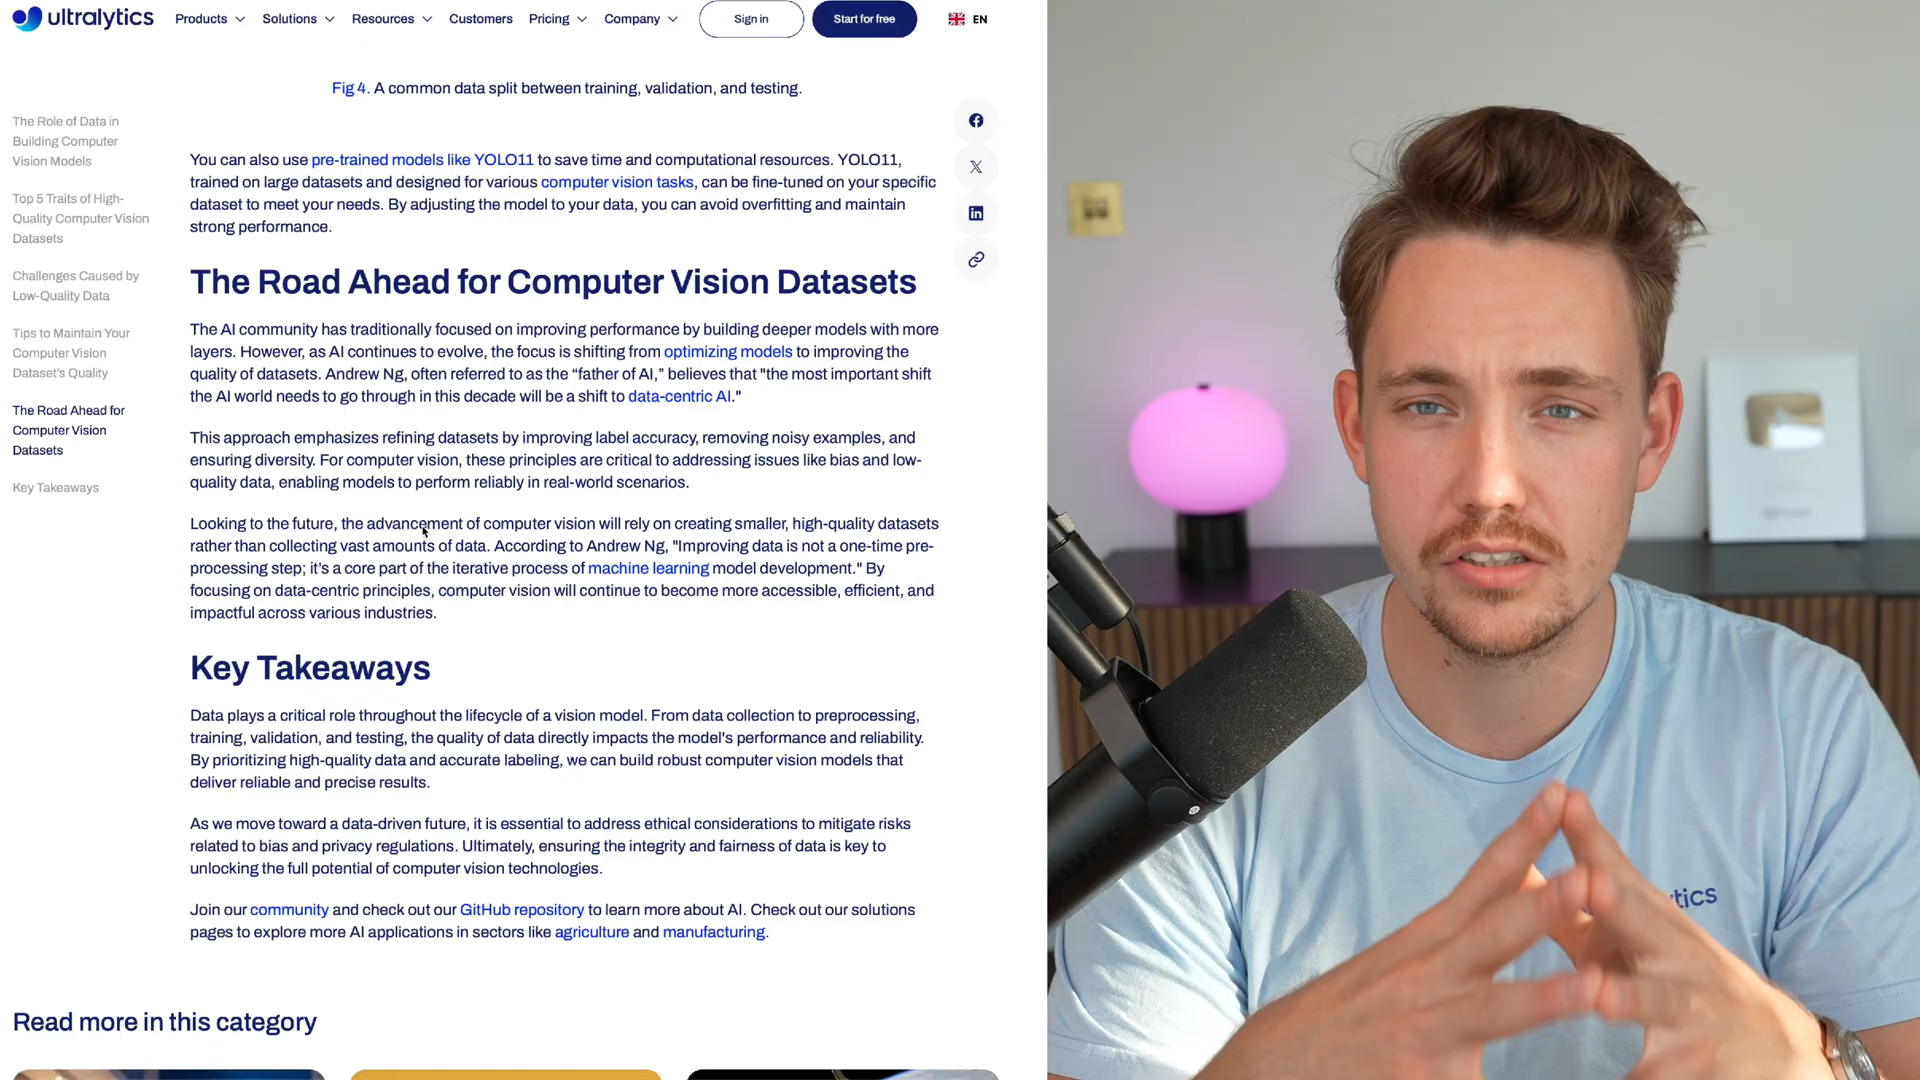 ultralytics
Products
Solutions
Resources
Customers
Pricing
Company
Sign in
Start for free
EN
Fig 4. A common data split between training, validation, and testing.
The Role of Data in
Building Computer
Vision Models
Top 5 Traits of High-
Quality Computer Vision
Datasets
Challenges Caused by
Low-Quality Data
Tips to Maintain Your
Computer Vision
Dataset's Quality
The Road Ahead for
Computer Vision
Datasets
Key Takeaways
You can also use pre-trained models like YOLO11 to save time and computational resources. YOLO11,
trained on large datasets and designed for various computer vision tasks, can be fine-tuned on your specific
dataset to meet your needs. By adjusting the model to your data, you can avoid overfitting and maintain
strong performance.
The Road Ahead for Computer Vision Datasets
The AI community has traditionally focused on improving performance by building deeper models with more
layers. However, as AI continues to evolve, the focus is shifting from optimizing models to improving the
quality of datasets. Andrew Ng, often referred to as the “father of AI,” believes that "the most important shift
the AI world needs to go through in this decade will be a shift to data-centric AI."
This approach emphasizes refining datasets by improving label accuracy, removing noisy examples, and
ensuring diversity. For computer vision, these principles are critical to addressing issues like bias and low-
quality data, enabling models to perform reliably in real-world scenarios.
Looking to the future, the advancement of computer vision will rely on creating smaller, high-quality datasets
rather than collecting vast amounts of data. According to Andrew Ng, "Improving data is not a one-time pre-
processing step; it’s a core part of the iterative process of machine learning model development." By
focusing on data-centric principles, computer vision will continue to become more accessible, efficient, and
impactful across various industries.
Key Takeaways
Data plays a critical role throughout the lifecycle of a vision model. From data collection to preprocessing,
training, validation, and testing, the quality of data directly impacts the model's performance and reliability.
By prioritizing high-quality data and accurate labeling, we can build robust computer vision models that
deliver reliable and precise results.
As we move toward a data-driven future, it is essential to address ethical considerations to mitigate risks
related to bias and privacy regulations. Ultimately, ensuring the integrity and fairness of data is key to
unlocking the full potential of computer vision technologies.
Join our community and check out our GitHub repository to learn more about AI. Check out our solutions
pages to explore more AI applications in sectors like agriculture and manufacturing.
Read more in this category
tics